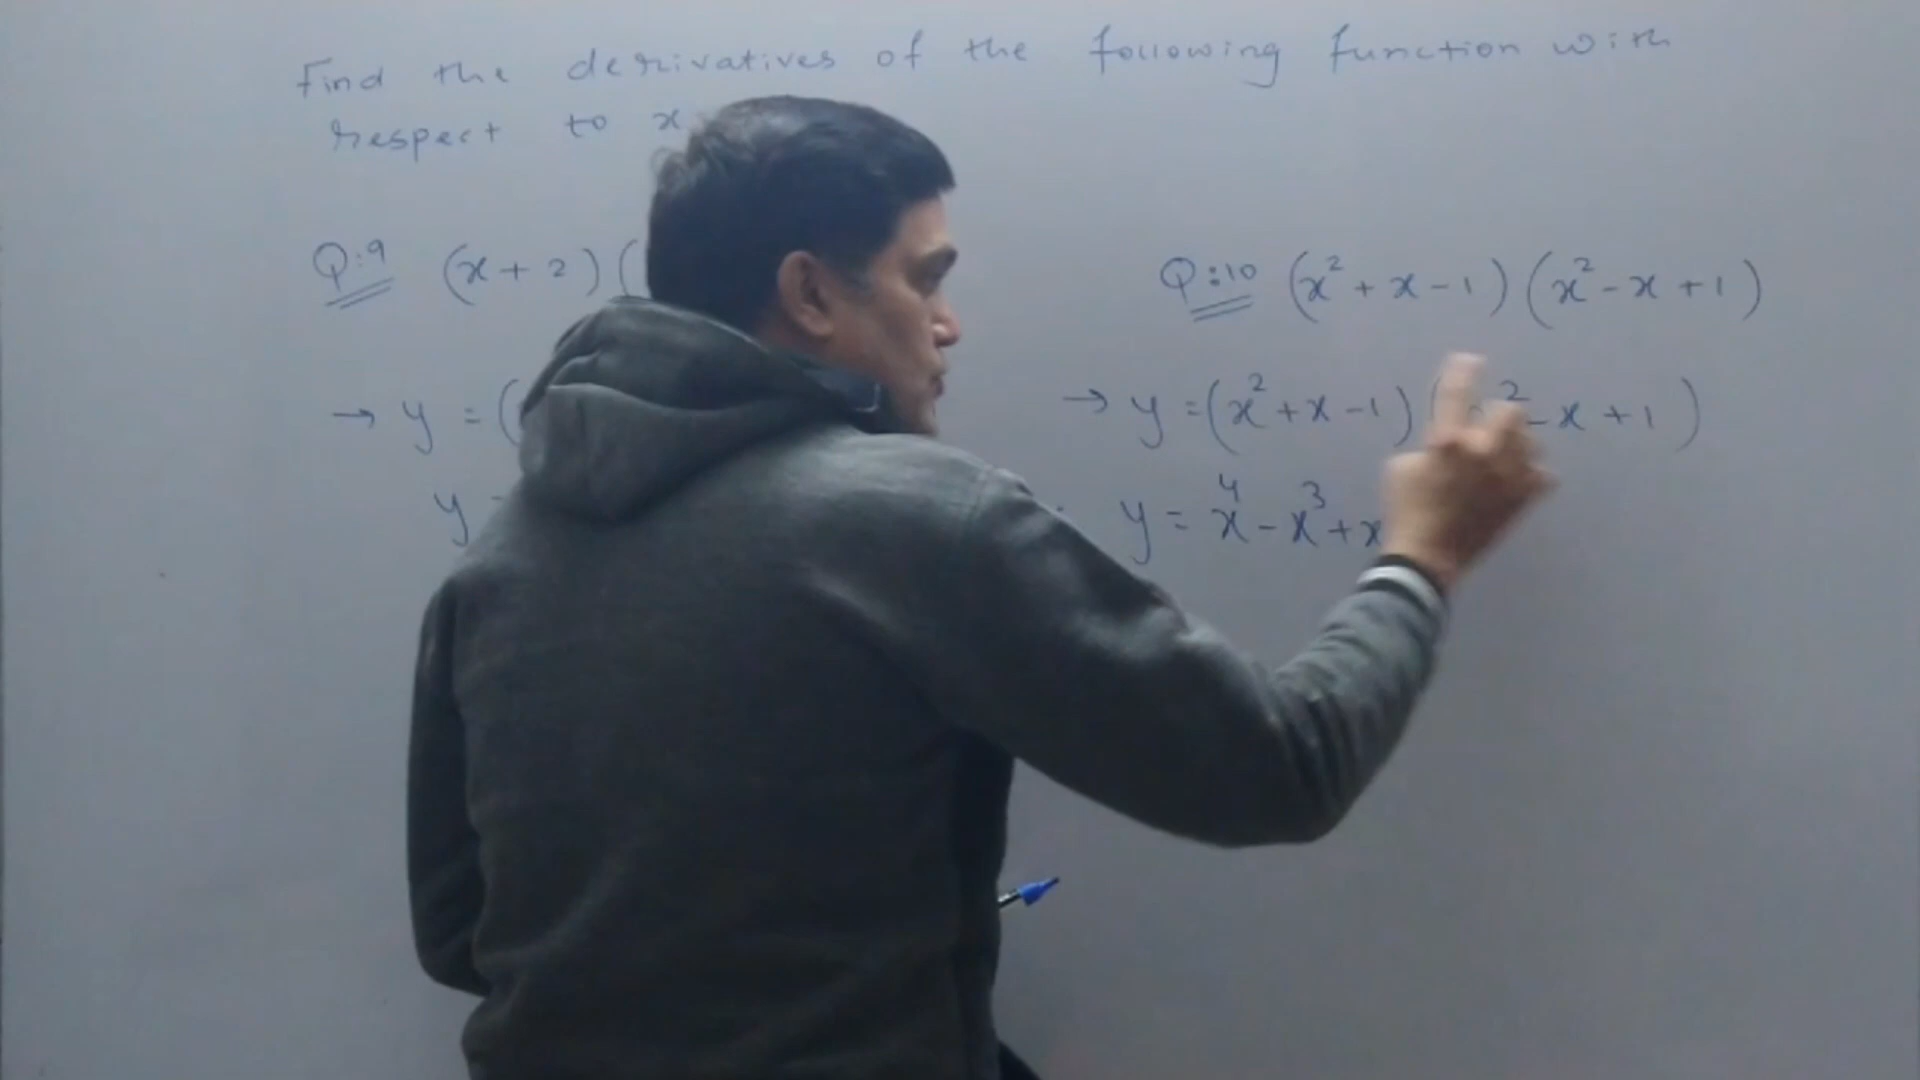 Find the derivatives of the following function with
respect to x
Q:9 (x + 2) (
→ y = (
y
Q:10 (x² + x - 1) (x² - x + 1)
→ y = (x² + x - 1) ( ² - x + 1)
y = x⁴ - x³ + x